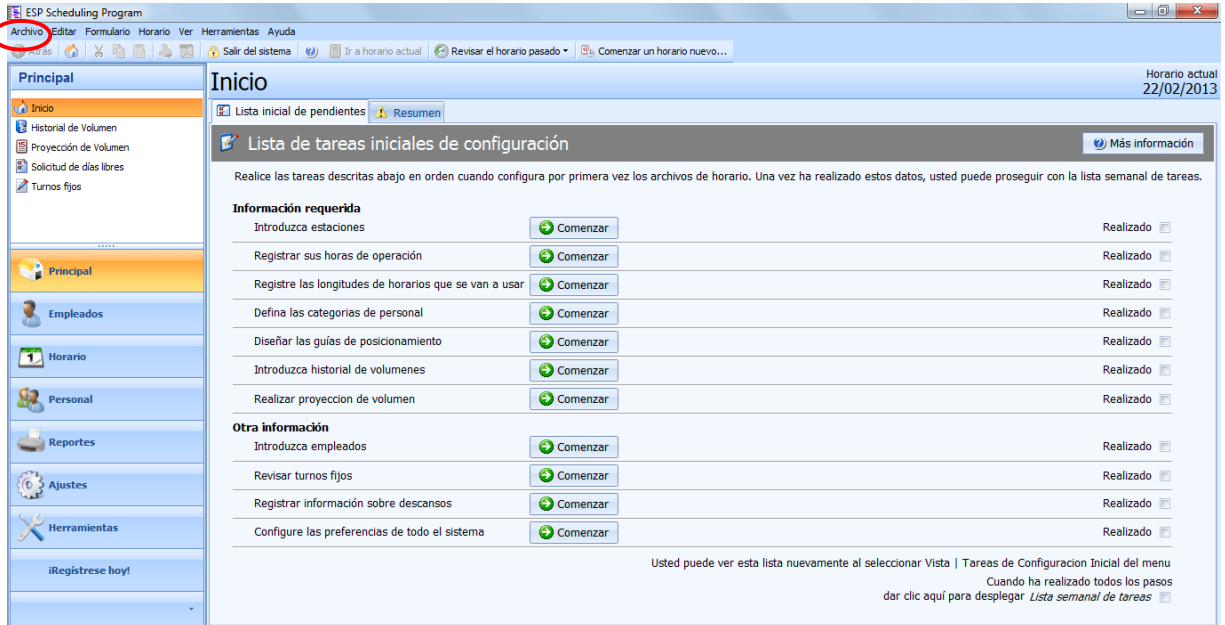 ESP Scheduling Program
Archivo Editar Formulario Horario Ver Herramientas Ayuda
Atrás Salir del sistema Ir a horario actual Revisar el horario pasado Comenzar un horario nuevo...
Principal
Inicio
Historial de Volumen
Proyección de Volumen
Solicitud de días libres
Turnos fijos
Principal
Empleados
1 Horario
Personal
Reportes
Ajustes
Herramientas
¡Regístrese hoy!
Inicio
Horario actual
22/02/2013
Lista inicial de pendientes Resumen
Lista de tareas iniciales de configuración Más información
Realice las tareas descritas abajo en orden cuando configura por primera vez los archivos de horario. Una vez ha realizado estos datos, usted puede proseguir con la lista semanal de tareas.
Información requerida
Introduzca estaciones Comenzar Realizado
Registrar sus horas de operación Comenzar Realizado
Registre las longitudes de horarios que se van a usar Comenzar Realizado
Defina las categorias de personal Comenzar Realizado
Diseñar las guías de posicionamiento Comenzar Realizado
Introduzca historial de volumenes Comenzar Realizado
Realizar proyeccion de volumen Comenzar Realizado
Otra información
Introduzca empleados Comenzar Realizado
Revisar turnos fijos Comenzar Realizado
Registrar información sobre descansos Comenzar Realizado
Configure las preferencias de todo el sistema Comenzar Realizado
Usted puede ver esta lista nuevamente al seleccionar Vista | Tareas de Configuracion Inicial del menu
Cuando ha realizado todos los pasos
dar clic aquí para desplegar Lista semanal de tareas